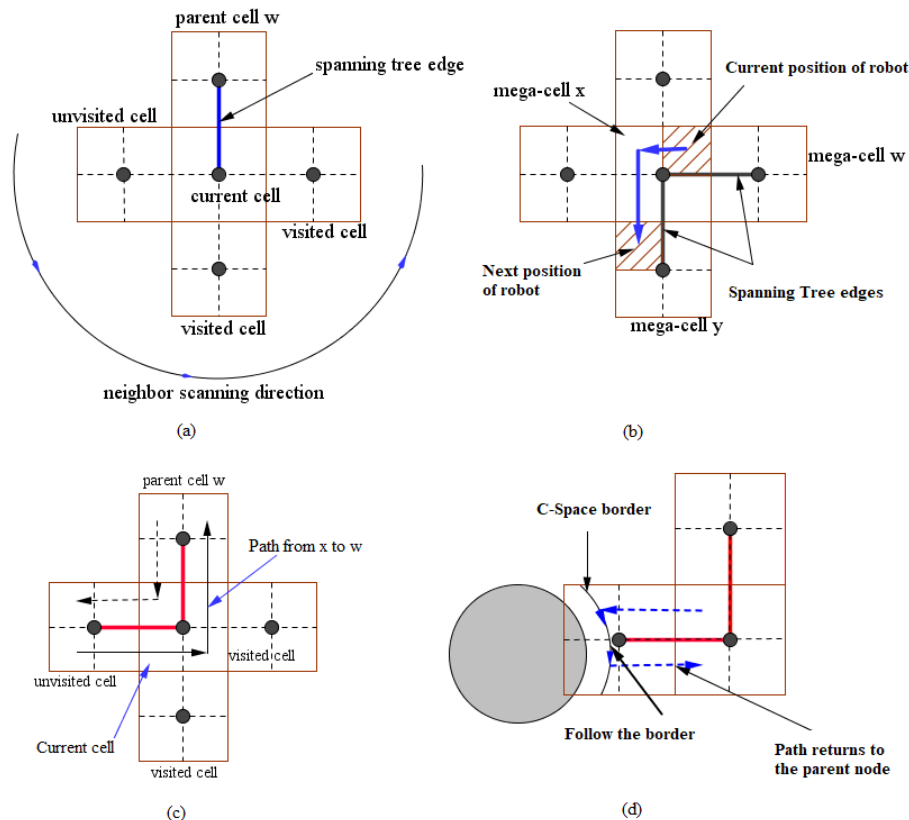 parent cell w
spanning tree edge
unvisited cell
current cell
visited cell
visited cell
neighbor scanning direction
(a)
Current position of robot
mega-cell x
mega-cell w
Next position
of robot
Spanning Tree edges
mega-cell y
(b)
parent cell w
Path from x to w
visited cell
unvisited cell
Current cell
visited cell
(c)
C-Space border
Follow the border
Path returns to
the parent node
(d)